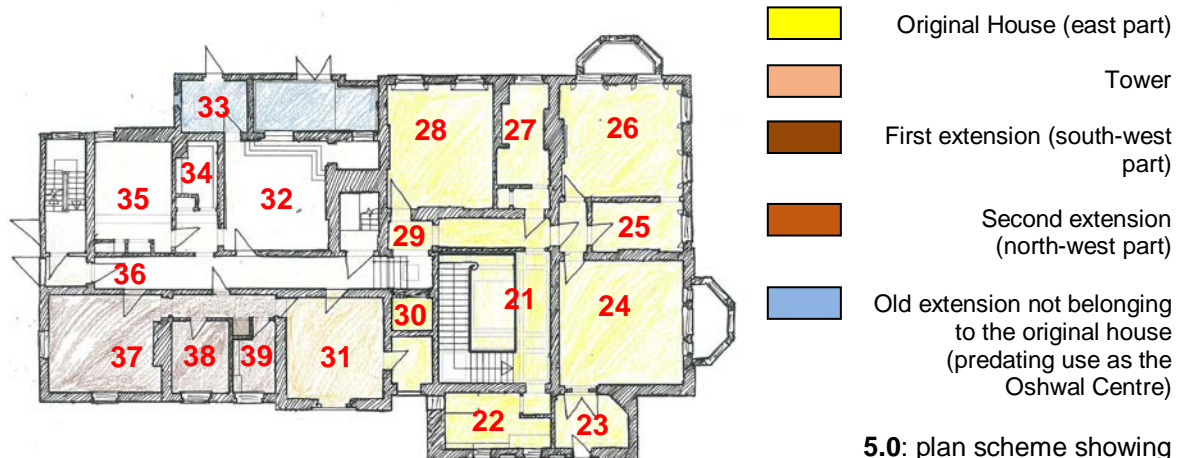 33
28
27
26
34
35
32
29
25
36
21
24
30
31
37
38
39
22
23
Original House (east part)
Tower
First extension (south-west
part)
Second extension
(north-west part)
Old extension not belonging
to the original house
(predating use as the
Oshwal Centre)
5.0: plan scheme showing